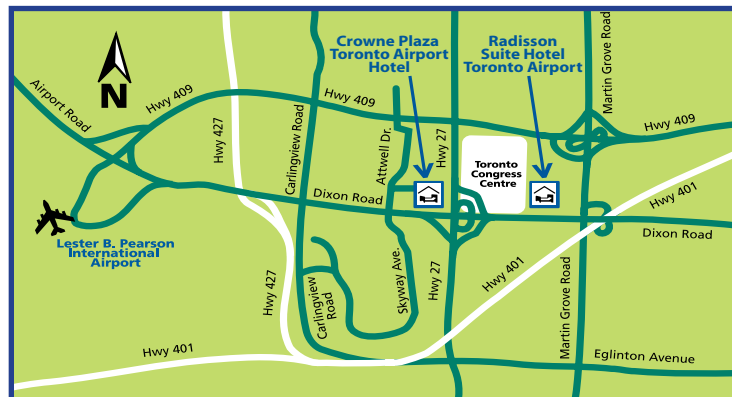 Crowne Plaza
Toronto Airport
Hotel
Radisson
Suite Hotel
Toronto Airport
Martin Grove Road
N
Airport Road
Hwy 409
Hwy 409
Hwy 409
Hwy 427
Carlingview Road
Attwell Dr.
Hwy 27
Toronto
Congress
Centre
Hwy 401
Dixon Road
Dixon Road
Lester B. Pearson
International
Airport
Hwy 427
Carlingview
Road
Skyway Ave.
Hwy 27
Hwy 401
Martin Grove Road
Hwy 401
Eglinton Avenue